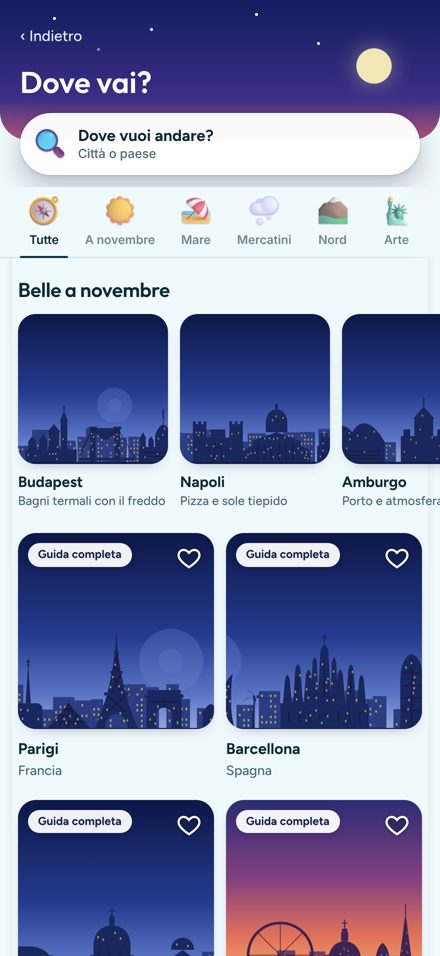 ‹ Indietro
Dove vai?
Dove vuoi andare?
Città o paese
Tutte
A novembre
Mare
Mercatini
Nord
Arte
Belle a novembre
Budapest
Bagni termali con il freddo
Napoli
Pizza e sole tiepido
Amburgo
Porto e atmosfera
Guida completa
Guida completa
Parigi
Francia
Barcellona
Spagna
Guida completa
Guida completa